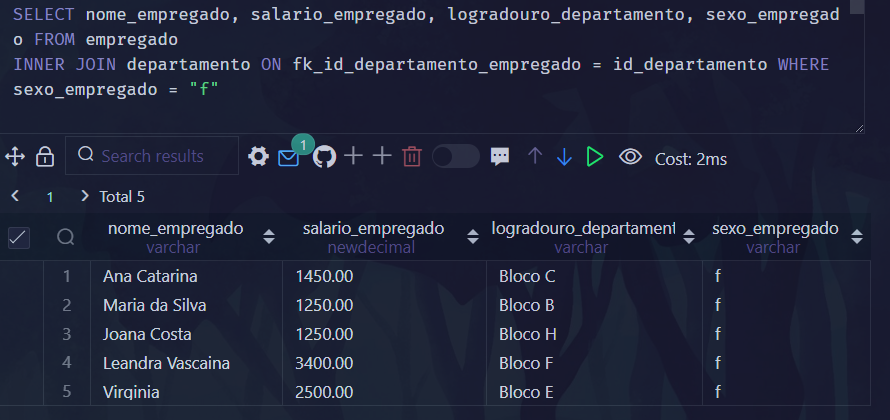 SELECT nome_empregado, salario_empregado, logradouro_departamento, sexo_empregad
o FROM empregado
INNER JOIN departamento ON fk_id_departamento_empregado = id_departamento WHERE
sexo_empregado = "f"
Search results 1 Cost: 2ms
1 Total 5
nome_empregado salario_empregado logradouro_departament sexo_empregado
varchar newdecimal varchar varchar
1 Ana Catarina 1450.00 Bloco C f
2 Maria da Silva 1250.00 Bloco B f
3 Joana Costa 1250.00 Bloco H f
4 Leandra Vascaina 3400.00 Bloco F f
5 Virginia 2500.00 Bloco E f